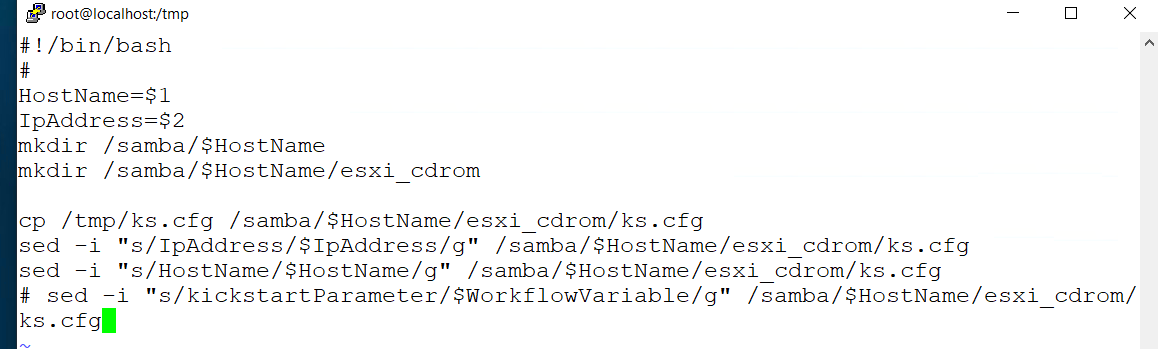 root@localhost:/tmp
#!/bin/bash
#
HostName=$1
IpAddress=$2
mkdir /samba/$HostName
mkdir /samba/$HostName/esxi_cdrom
cp /tmp/ks.cfg /samba/$HostName/esxi_cdrom/ks.cfg
sed -i "s/IpAddress/$IpAddress/g" /samba/$HostName/esxi_cdrom/ks.cfg
sed -i "s/HostName/$HostName/g" /samba/$HostName/esxi_cdrom/ks.cfg
# sed -i "s/kickstartParameter/$WorkflowVariable/g" /samba/$HostName/esxi_cdrom/
ks.cfg
~